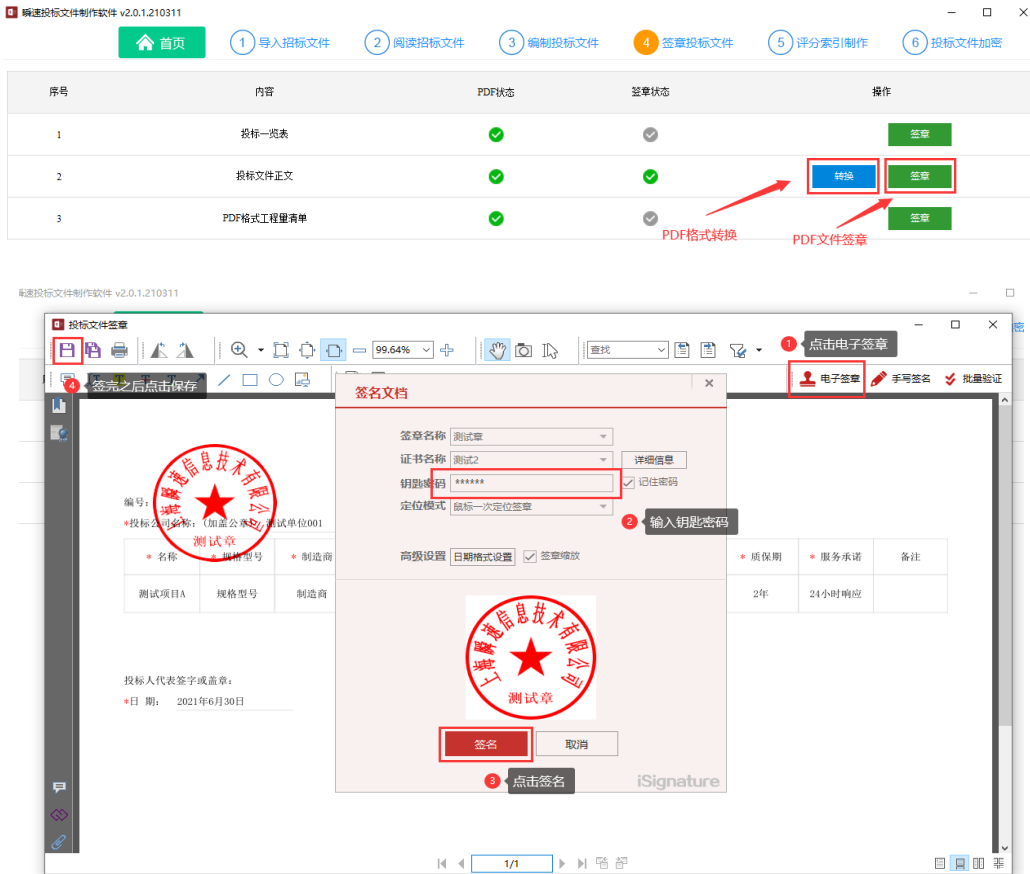 瞬速投标文件制作软件 v2.0.1.210311
首页
1 导入招标文件
2 阅读招标文件
3 编制投标文件
4 签章投标文件
5 评分索引制作
6 投标文件加密
序号 内容 PDF状态 签章状态 操作
1 投标一览表 签章
2 投标文件正文 转换 签章
3 PDF格式工程量清单 签章
PDF格式转换
PDF文件签章
瞬速投标文件制作软件 v2.0.1.210311
投标文件签章
99.64%
查找
1 点击电子签章
4 签完之后点击保存
电子签章 手写签名 批量验证
签名文档
签章名称 测试章
证书名称 测试2 详细信息
钥匙密码 ****** 记住密码
定位模式 鼠标一次定位签章
2 输入钥匙密码
高级设置 日期格式设置 签章缩放
上海瞬速信息技术有限公司
测试章
签名 取消
3 点击签名
iSignature
编号:
*投标公司名称:(加盖公章) 测试单位001
上海瞬速信息技术有限公司
测试章
* 名称 * 规格型号 * 制造商 * 质保期 * 服务承诺 备注
测试项目A 规格型号 制造商 2年 24小时响应
投标人代表签字或盖章:
*日 期: 2021年6月30日
1/1